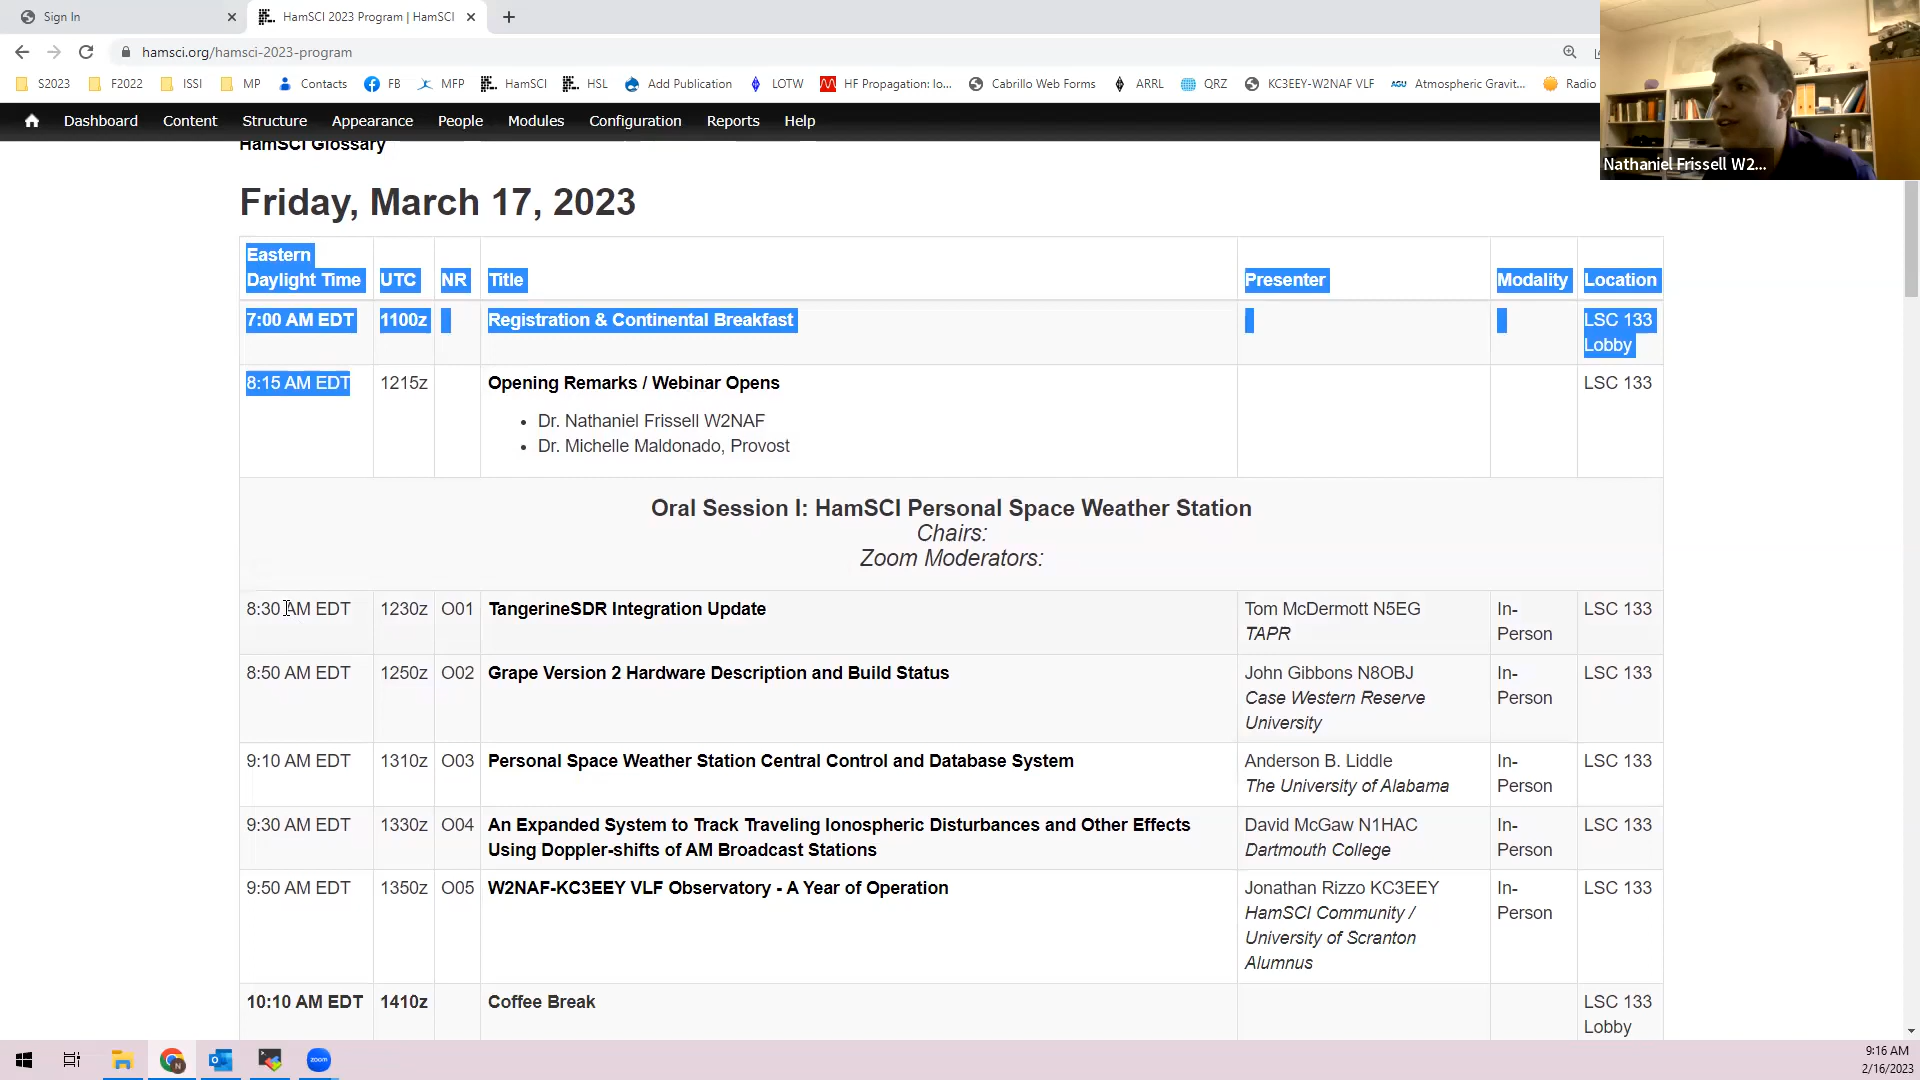 Sign In
HamSCI 2023 Program | HamSCI
hamsci.org/hamsci-2023-program
S2023 F2022 ISSI MP Contacts FB MFP HamSCI HSL Add Publication LOTW HF Propagation: Io... Cabrillo Web Forms ARRL QRZ KC3EEY-W2NAF VLF AGU Atmospheric Gravit... Radio
Dashboard Content Structure Appearance People Modules Configuration Reports Help
Nathaniel Frissell W2...
HamSCI Glossary
Friday, March 17, 2023
Eastern
Daylight Time UTC NR Title Presenter Modality Location
7:00 AM EDT 1100z Registration & Continental Breakfast LSC 133
Lobby
8:15 AM EDT 1215z Opening Remarks / Webinar Opens LSC 133
• Dr. Nathaniel Frissell W2NAF
• Dr. Michelle Maldonado, Provost
Oral Session I: HamSCI Personal Space Weather Station
Chairs:
Zoom Moderators:
8:30 AM EDT 1230z O01 TangerineSDR Integration Update Tom McDermott N5EG In- LSC 133
TAPR Person
8:50 AM EDT 1250z O02 Grape Version 2 Hardware Description and Build Status John Gibbons N8OBJ In- LSC 133
Case Western Reserve Person
University
9:10 AM EDT 1310z O03 Personal Space Weather Station Central Control and Database System Anderson B. Liddle In- LSC 133
The University of Alabama Person
9:30 AM EDT 1330z O04 An Expanded System to Track Traveling Ionospheric Disturbances and Other Effects David McGaw N1HAC In- LSC 133
Using Doppler-shifts of AM Broadcast Stations Dartmouth College Person
9:50 AM EDT 1350z O05 W2NAF-KC3EEY VLF Observatory - A Year of Operation Jonathan Rizzo KC3EEY In- LSC 133
HamSCI Community / Person
University of Scranton
Alumnus
10:10 AM EDT 1410z Coffee Break LSC 133
Lobby
zoom
9:16 AM
2/16/2023